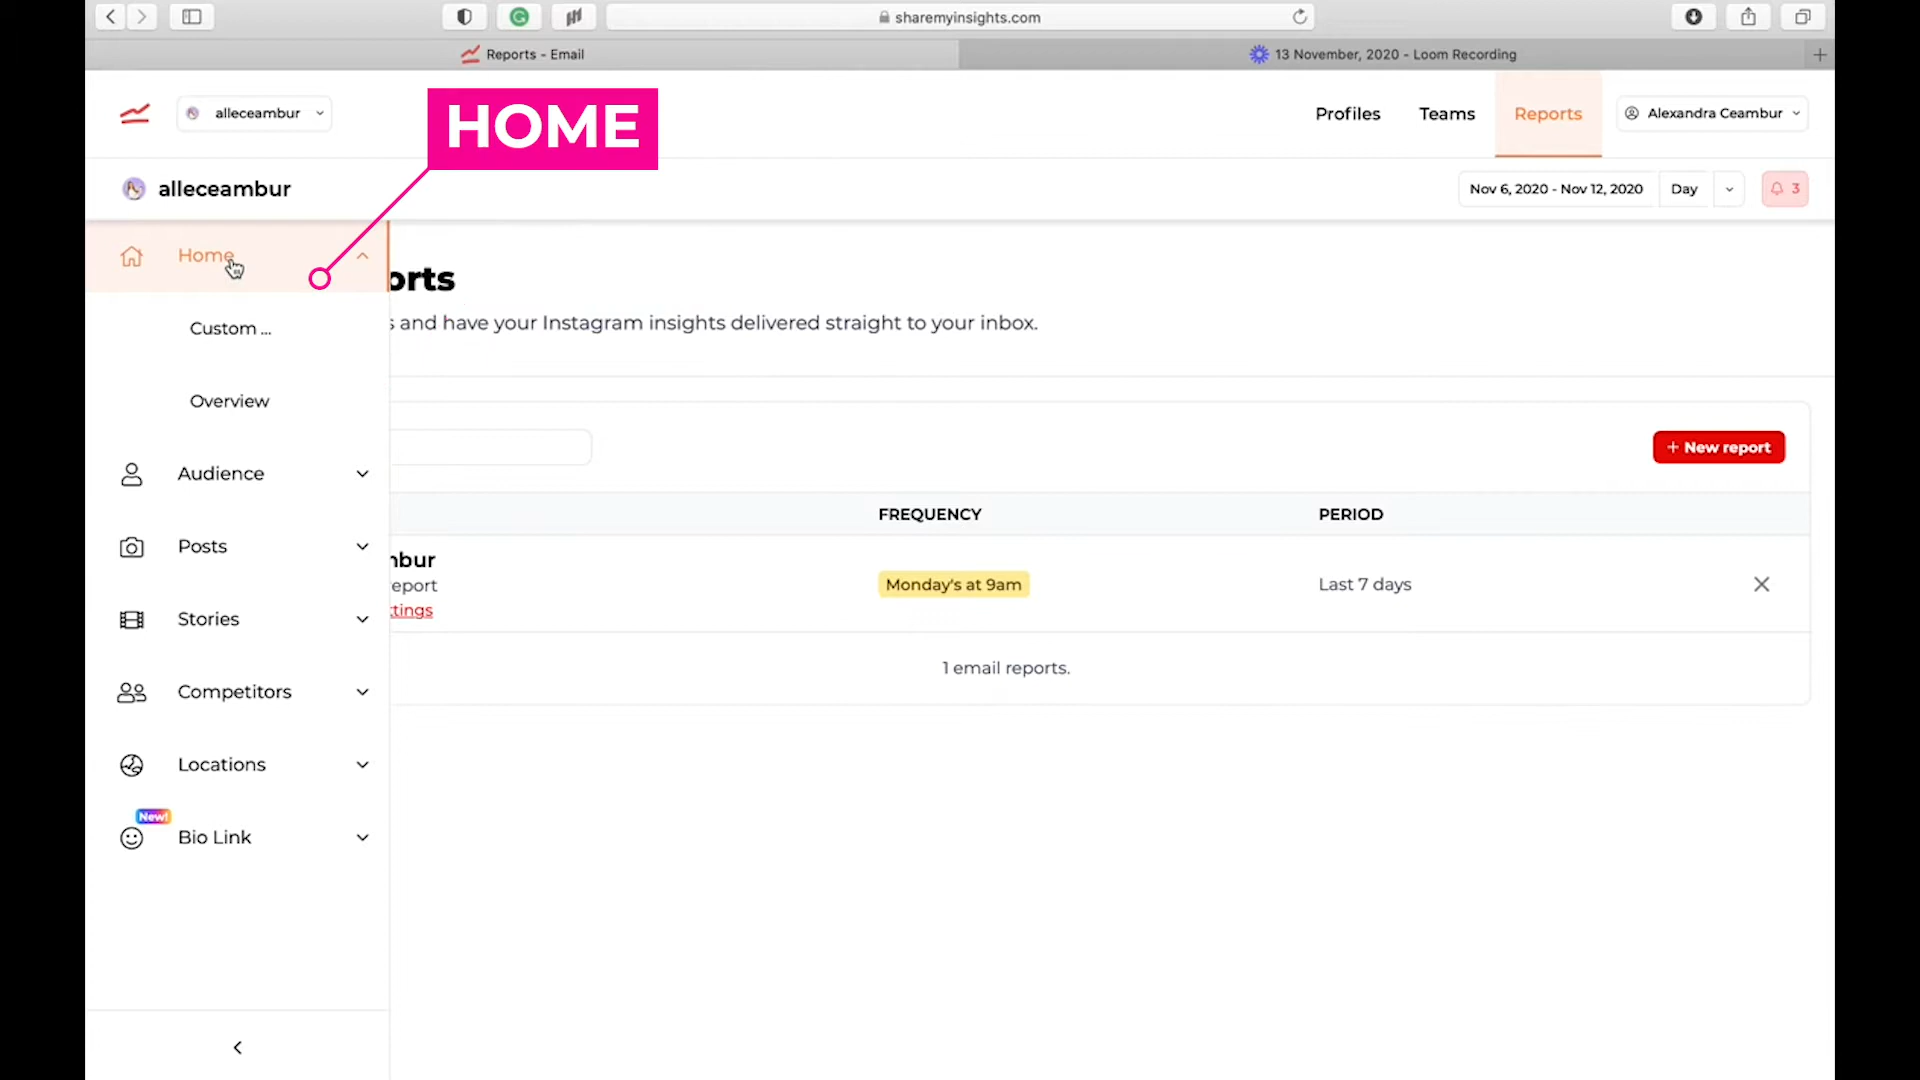 sharemyinsights.com
Reports - Email
13 November, 2020 - Loom Recording
alleceambur
HOME
Profiles
Teams
Reports
Alexandra Ceambur
alleceambur
Nov 6, 2020 - Nov 12, 2020
Day
3
Home
orts
Custom ...
s and have your Instagram insights delivered straight to your inbox.
Overview
+ New report
Audience
FREQUENCY
PERIOD
Posts
mbur
eport
ttings
Monday's at 9am
Last 7 days
Stories
1 email reports.
Competitors
Locations
New!
Bio Link